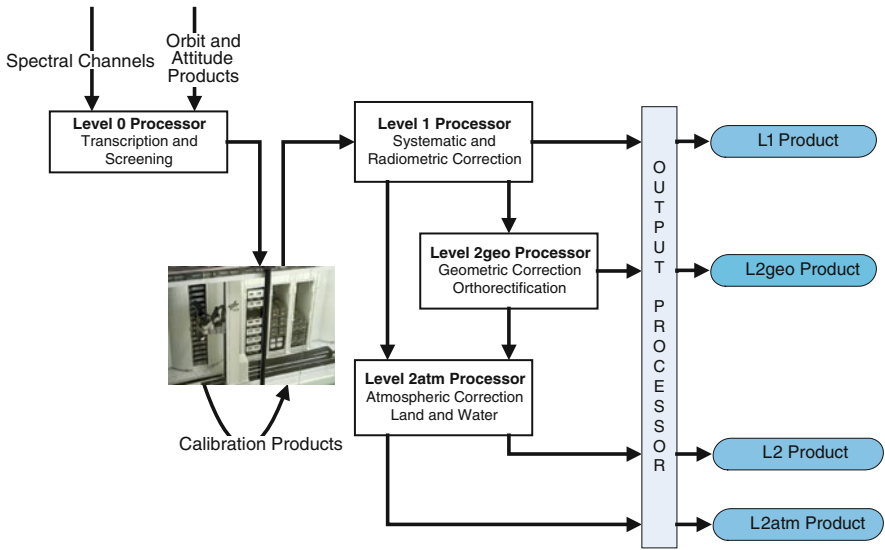 Spectral Channels
Orbit and
Attitude
Products
Level 0 Processor
Transcription and
Screening
Level 1 Processor
Systematic and
Radiometric Correction
Level 2geo Processor
Geometric Correction
Orthorectification
Level 2atm Processor
Atmospheric Correction
Land and Water
Calibration Products
OUTPUT PROCESSOR
L1 Product
L2geo Product
L2 Product
L2atm Product